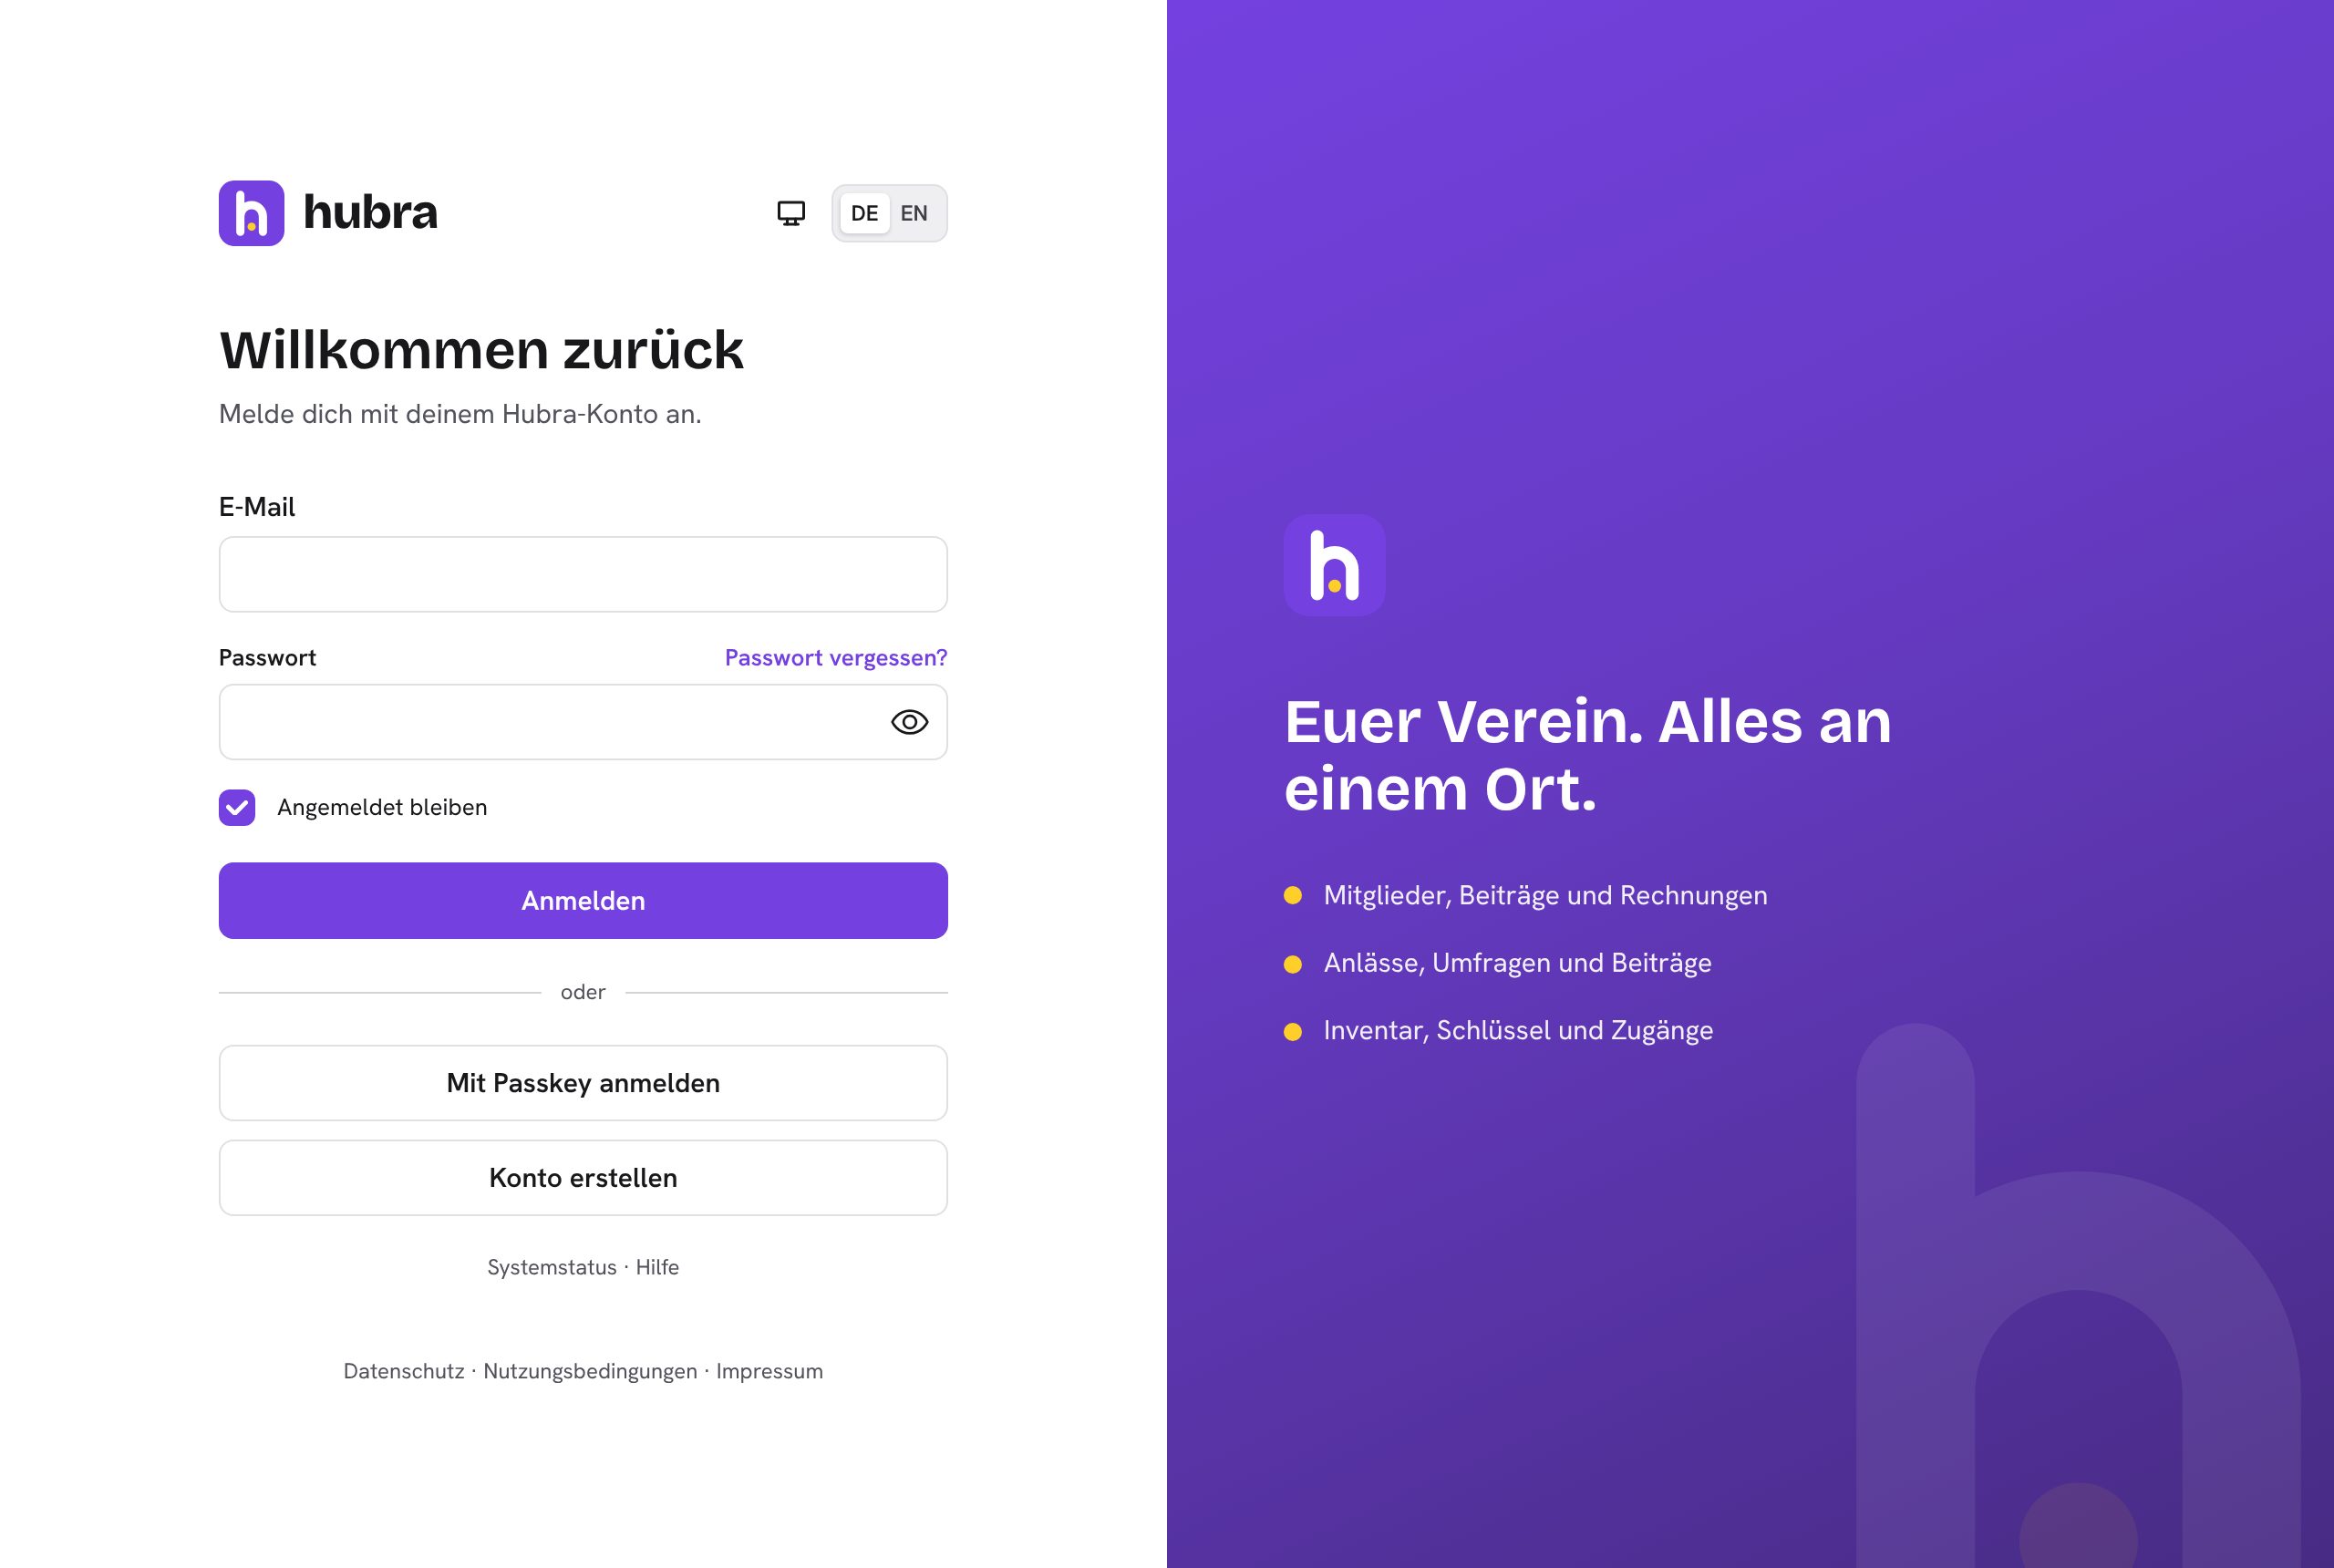 hubra
DE EN
Willkommen zurück
Melde dich mit deinem Hubra-Konto an.
E-Mail
Passwort
Passwort vergessen?
Angemeldet bleiben
Anmelden
oder
Mit Passkey anmelden
Konto erstellen
Systemstatus · Hilfe
Datenschutz · Nutzungsbedingungen · Impressum
h
Euer Verein. Alles an
einem Ort.
Mitglieder, Beiträge und Rechnungen
Anlässe, Umfragen und Beiträge
Inventar, Schlüssel und Zugänge